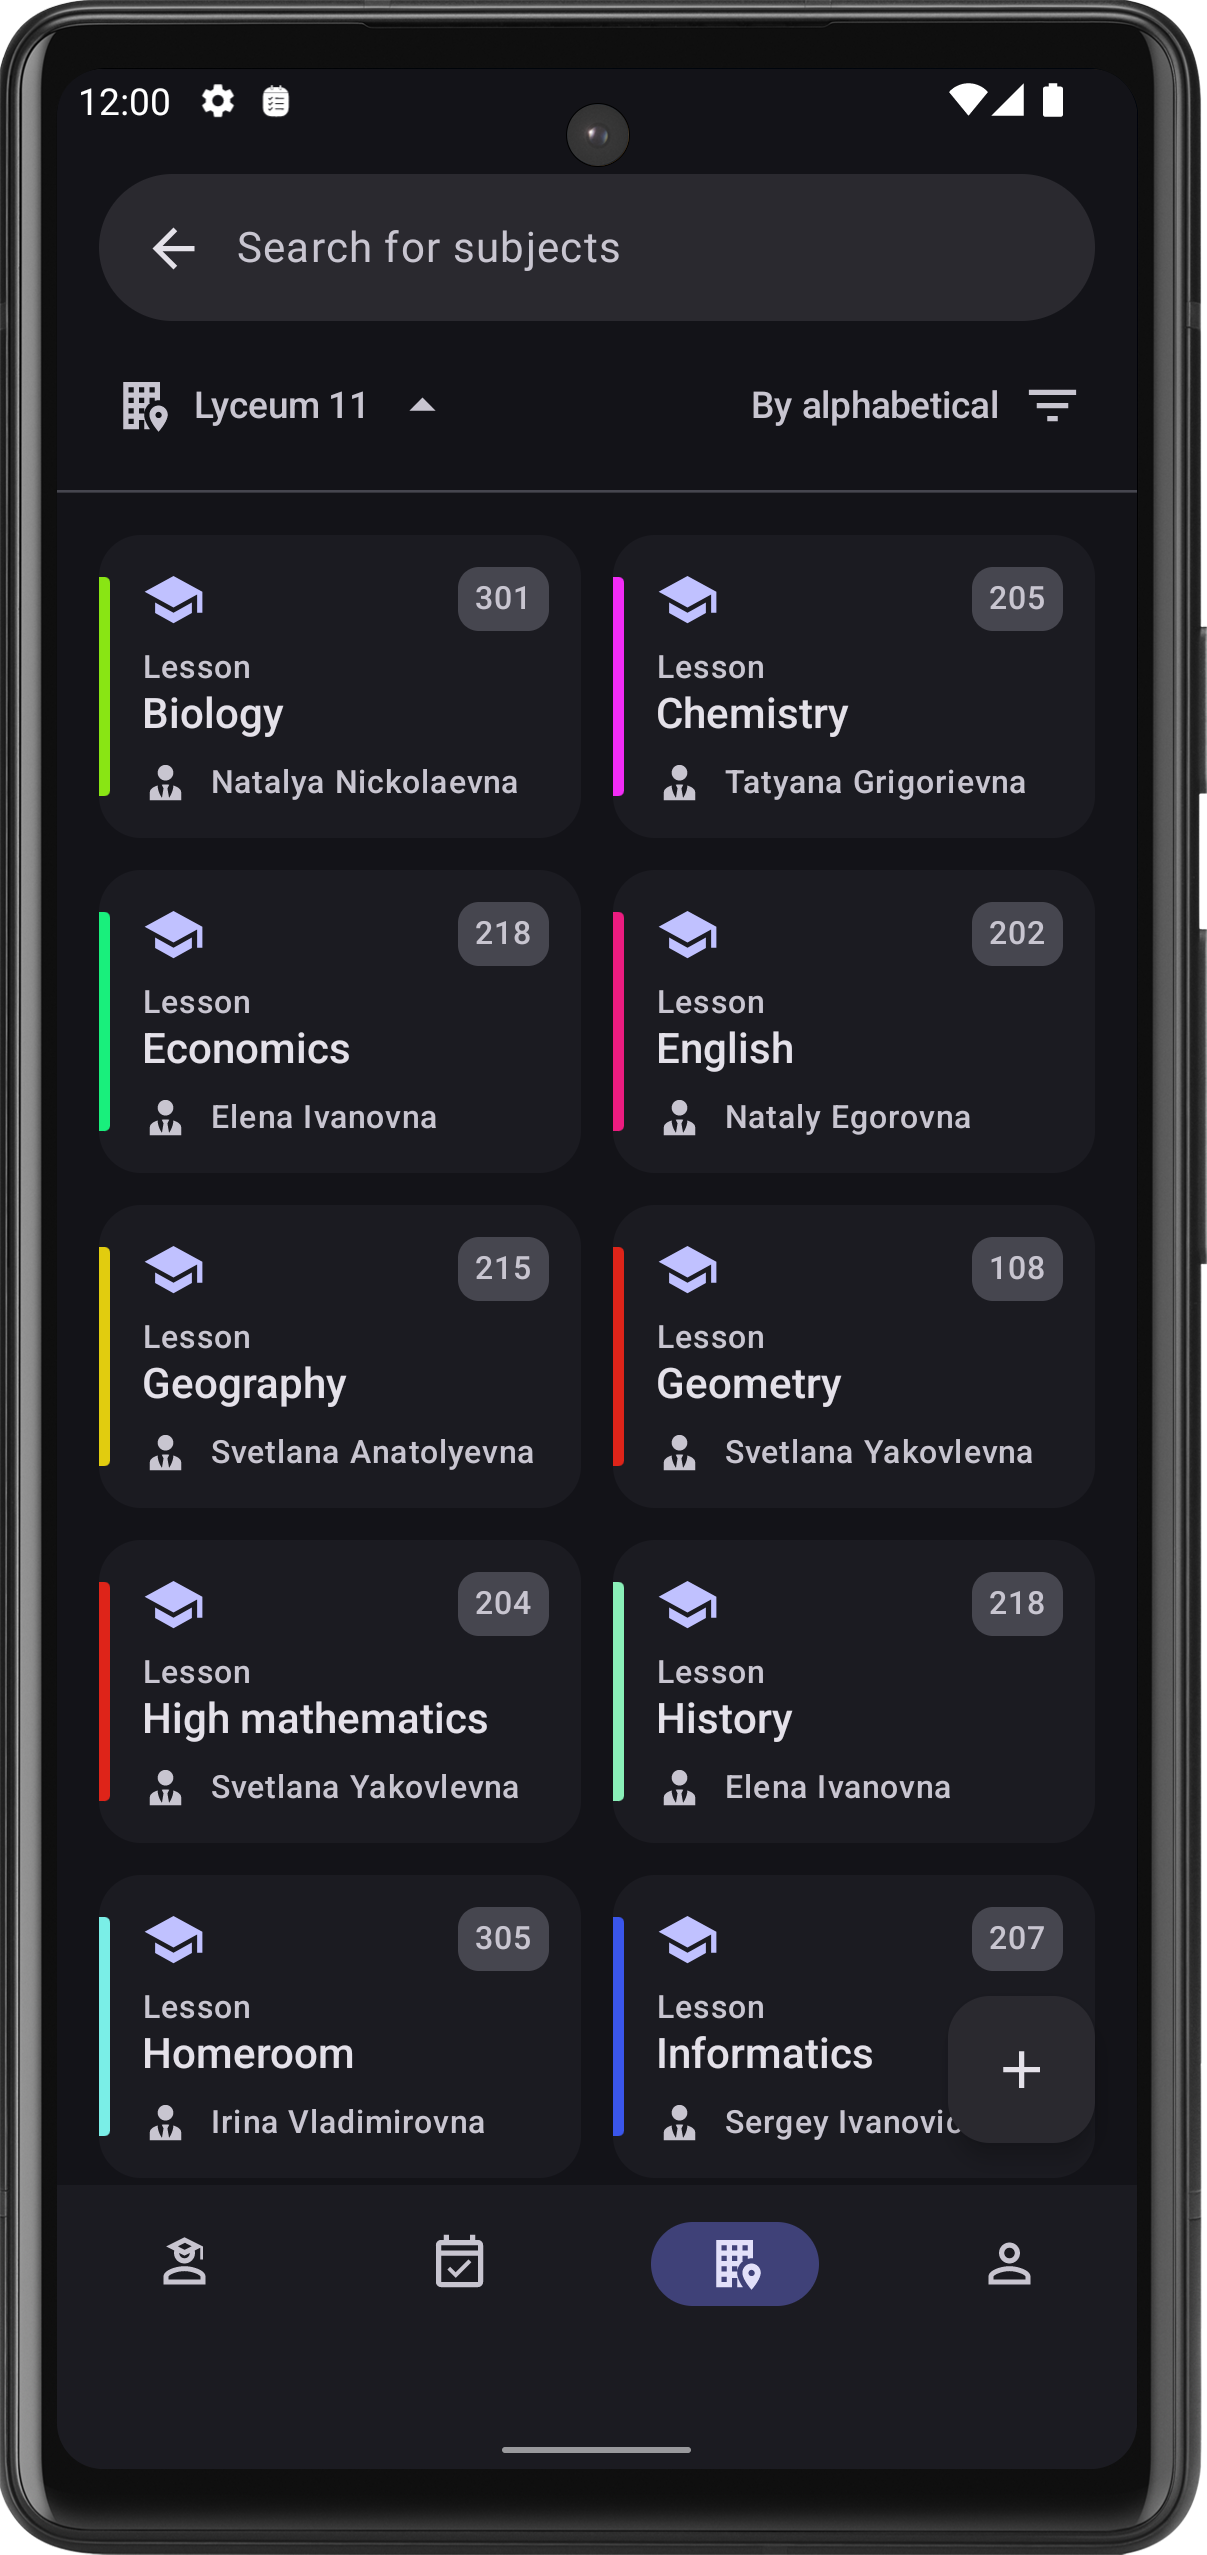 12:00
Search for subjects
Lyceum 11
By alphabetical
301
Lesson
Biology
Natalya Nickolaevna
205
Lesson
Chemistry
Tatyana Grigorievna
218
Lesson
Economics
Elena Ivanovna
202
Lesson
English
Nataly Egorovna
215
Lesson
Geography
Svetlana Anatolyevna
108
Lesson
Geometry
Svetlana Yakovlevna
204
Lesson
High mathematics
Svetlana Yakovlevna
218
Lesson
History
Elena Ivanovna
305
Lesson
Homeroom
Irina Vladimirovna
207
Lesson
Informatics
Sergey